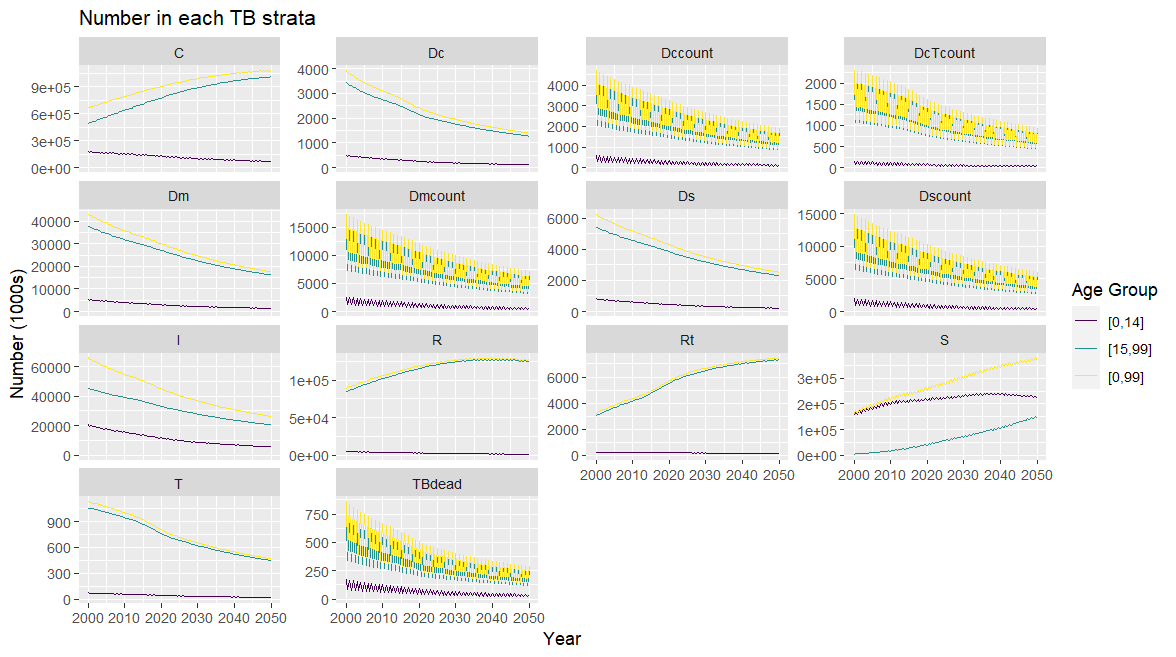 Number in each TB strata
C
Dc
Dccount
DcTcount
9e+05
6e+05
3e+05
0e+00
4000
3000
2000
1000
0
4000
3000
2000
1000
0
2000
1500
1000
500
0
Dm
Dmcount
Ds
Dscount
40000
30000
20000
10000
0
15000
10000
5000
0
6000
4000
2000
0
15000
10000
5000
0
I
R
Rt
S
60000
40000
20000
0
1e+05
5e+04
0e+00
6000
4000
2000
0
3e+05
2e+05
1e+05
0e+00
2000 2010 2020 2030 2040 2050
2000 2010 2020 2030 2040 2050
T
TBdead
900
600
300
0
750
500
250
0
2000 2010 2020 2030 2040 2050
2000 2010 2020 2030 2040 2050
Year
Number (1000s)
Age Group
[0,14]
[15,99]
[0,99]